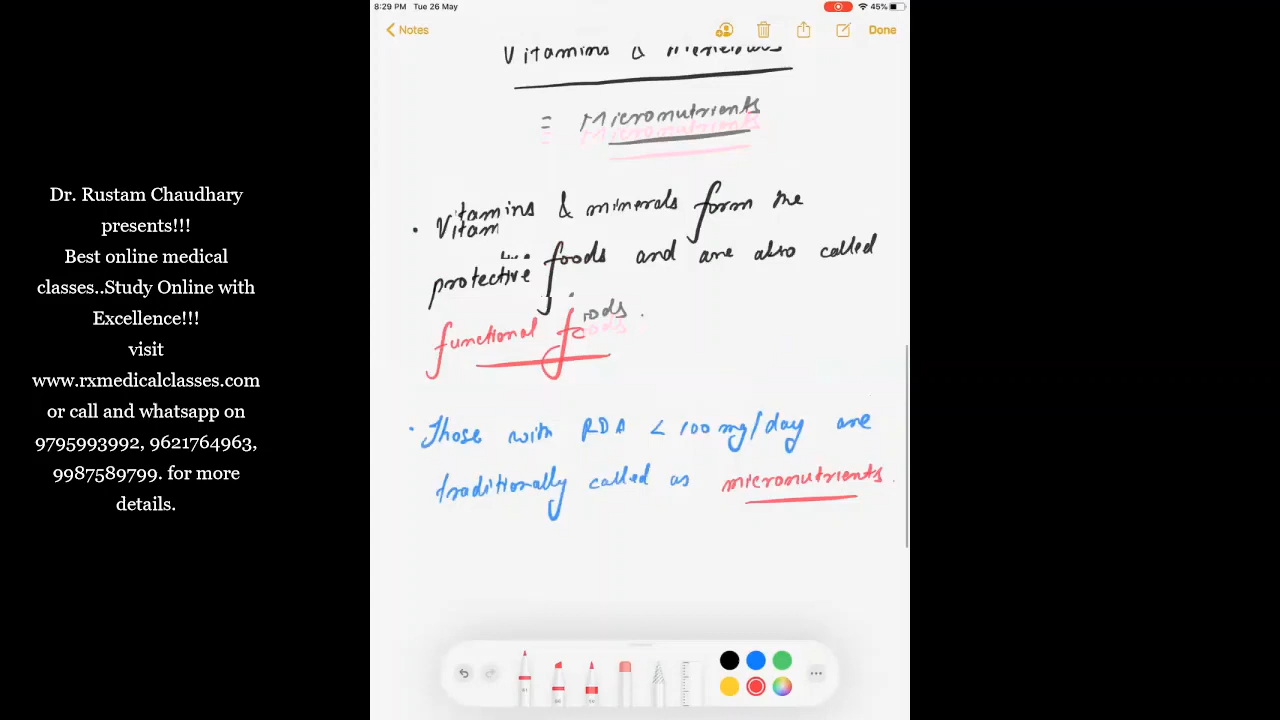 8:29 PM Tue 26 May
45%
Notes
Done
Vitamins & Minerals
= Micronutrients
• Vitamins & minerals form the
protective foods and are also called
functional foods.
• Those with RDA < 100mg/day are
traditionally called as micronutrients.
Dr. Rustam Chaudhary
presents!!!
Best online medical
classes..Study Online with
Excellence!!!
visit
www.rxmedicalclasses.com
or call and whatsapp on
9795993992, 9621764963,
9987589799. for more
details.